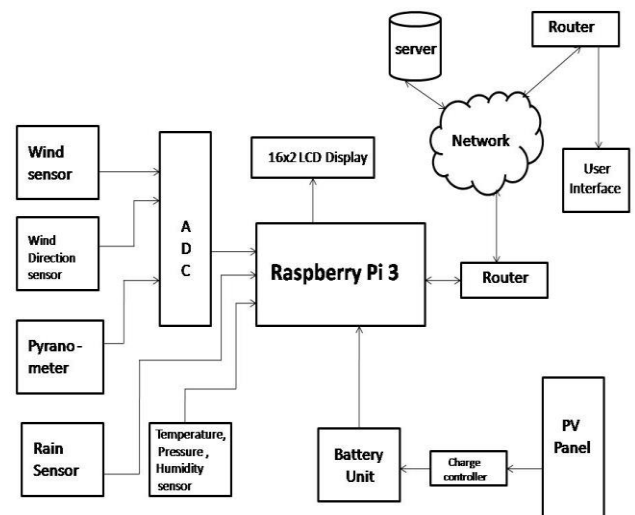 server
Router
Network
User
Interface
Wind
sensor
Wind
Direction
sensor
Pyrano-
meter
Rain
Sensor
A
D
C
16x2 LCD Display
Raspberry Pi 3
Router
Temperature,
Pressure ,
Humidity
sensor
Battery
Unit
Charge
controller
PV
Panel